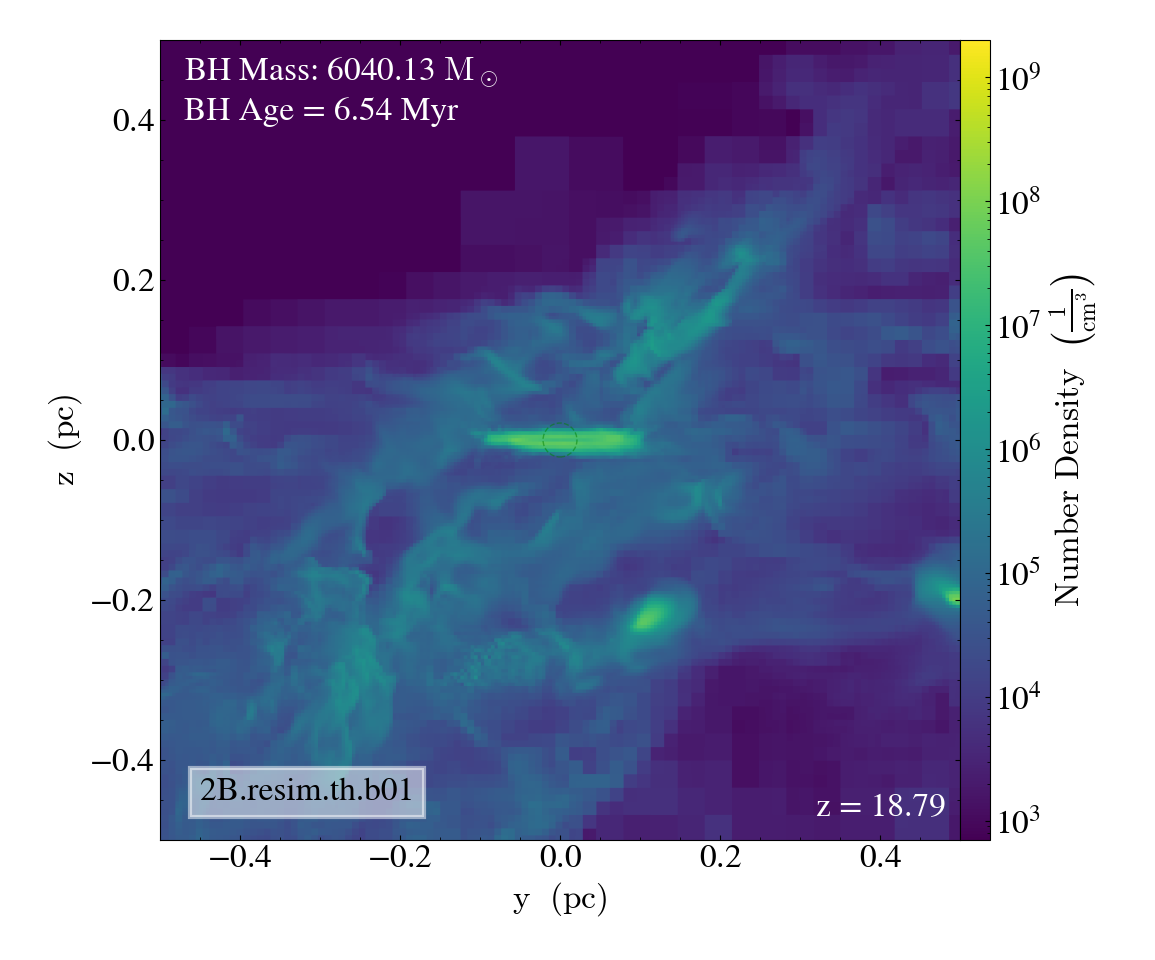 BH Mass: 6040.13 M⊙
BH Age = 6.54 Myr
0.4
0.2
0.0
−0.2
−0.4
z (pc)
−0.4 −0.2 0.0 0.2 0.4
y (pc)
2B.resim.th.b01
z = 18.79
10⁹
10⁸
10⁷
10⁶
10⁵
10⁴
10³
Number Density (1/cm³)